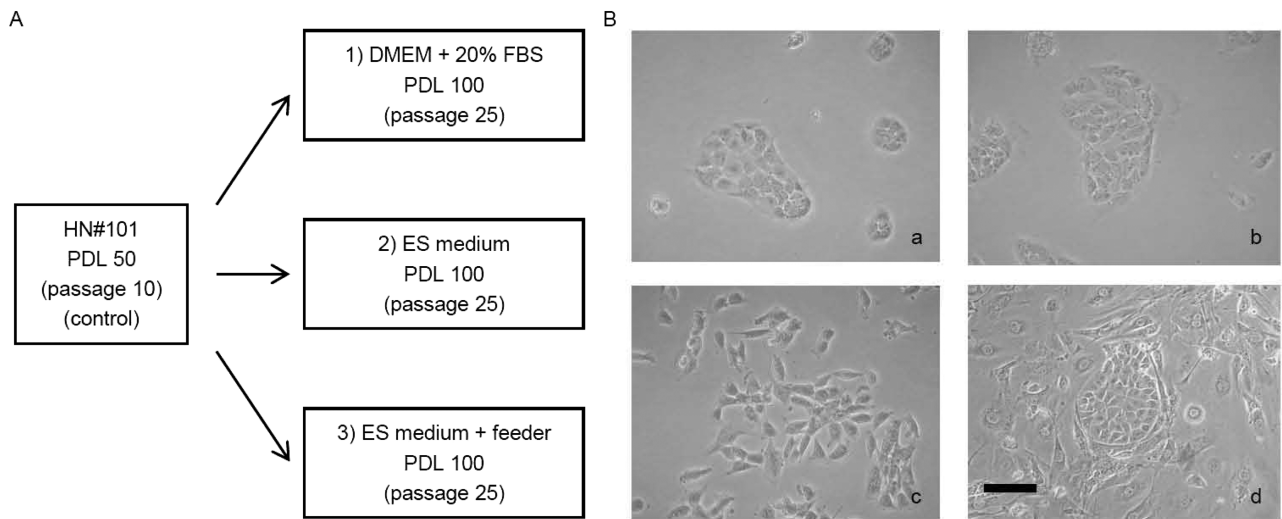 A
HN#101
PDL 50
(passage 10)
(control)
1) DMEM + 20% FBS
PDL 100
(passage 25)
2) ES medium
PDL 100
(passage 25)
3) ES medium + feeder
PDL 100
(passage 25)
B
a
b
c
d